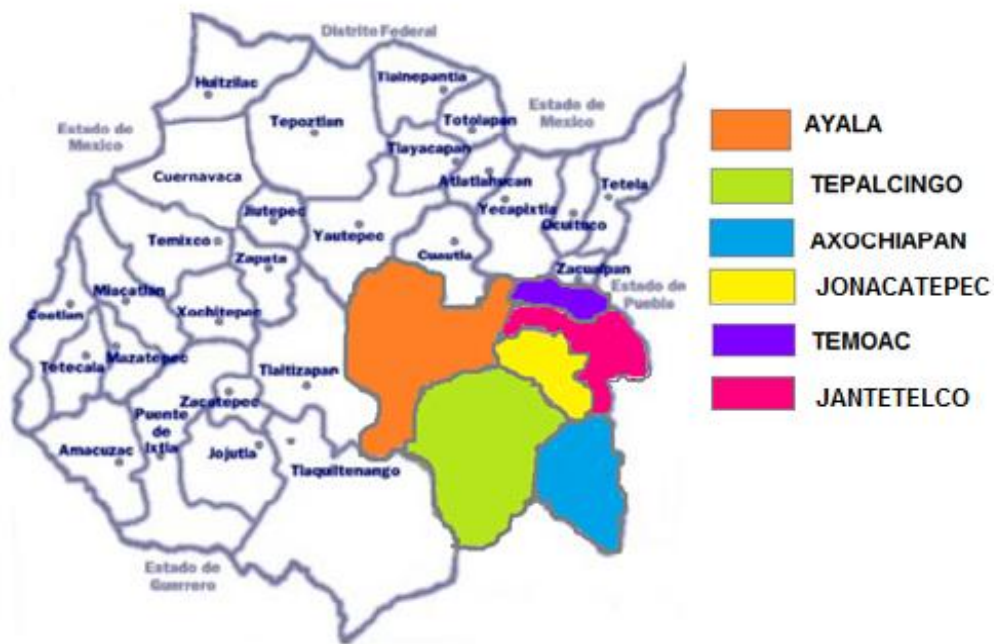 Distrito Federal
Huitzilac
Tlalnepantla
Estado de
Mexico
Tepoztlan
Totolapan
Estado de
Mexico
Tlayacapan
Atlatlahucan
Cuernavaca
Yecapixtla
Ocuituco
Tetela
Jiutepec
Temixco
Yautepec
Cuautla
Zapata
Zacualpan
Estado de
Puebla
Miacatlan
Coatlan
Xochitepec
Tetecala
Mazatepec
Tlaltizapan
Zacatepec
Puente
de
Ixtla
Amacuzac
Jojutla
Tlaquiltenango
Estado de
Guerrero
AYALA
TEPALCINGO
AXOCHIAPAN
JONACATEPEC
TEMOAC
JANTETELCO